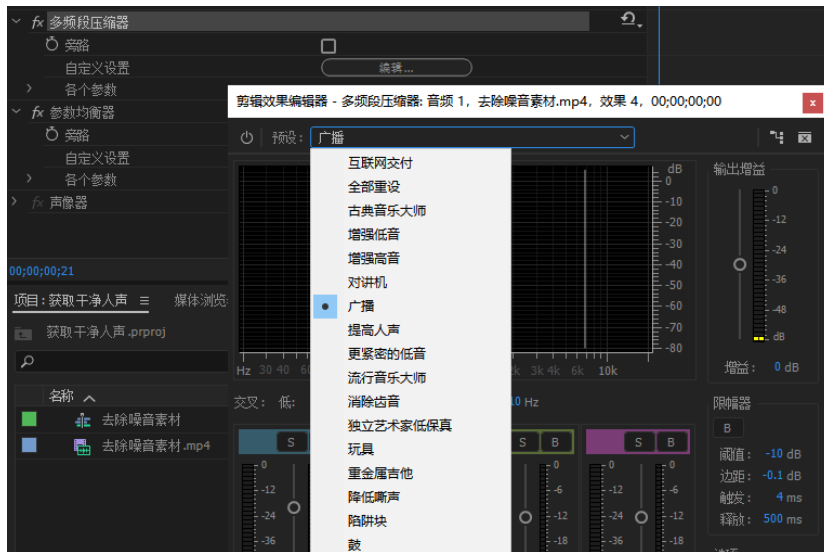 fx 多频段压缩器
旁路
自定义设置
编辑...
各个参数
fx 参数均衡器
旁路
自定义设置
各个参数
fx 声像器
00;00;00;21
项目:获取干净人声 ≡ 媒体浏览
获取干净人声.prproj
名称
去除噪音素材
去除噪音素材.mp4
剪辑效果编辑器 - 多频段压缩器: 音频 1, 去除噪音素材.mp4, 效果 4, 00;00;00;00
x
预设: 广播
互联网交付
全部重设
古典音乐大师
增强低音
增强高音
对讲机
广播
提高人声
更紧密的低音
流行音乐大师
消除齿音
独立艺术家低保真
玩具
重金属吉他
降低嘶声
陷阱块
鼓
dB
0
-10
-20
-30
-40
-50
-60
-70
-80
Hz 30 40
3k 4k 6k 10k
交叉: 低:
Hz
S
S B
S B
0
-12
-24
-36
0
-6
-12
-18
0
-12
-24
-36
0
-6
-12
-18
输出增益
0
-12
-24
-36
-48
dB
增益: 0 dB
限幅器
B
阈值: -10 dB
边距: -0.1 dB
触发: 4 ms
释放: 500 ms